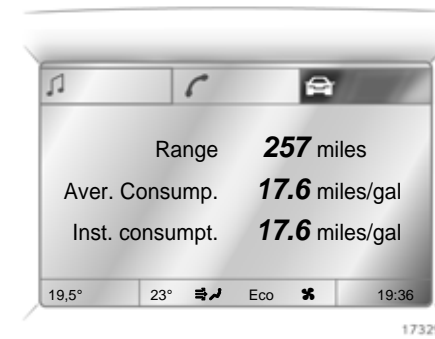 Range 257 miles
Aver. Consump. 17.6 miles/gal
Inst. consumpt. 17.6 miles/gal
19,5° 23° Eco 19:36